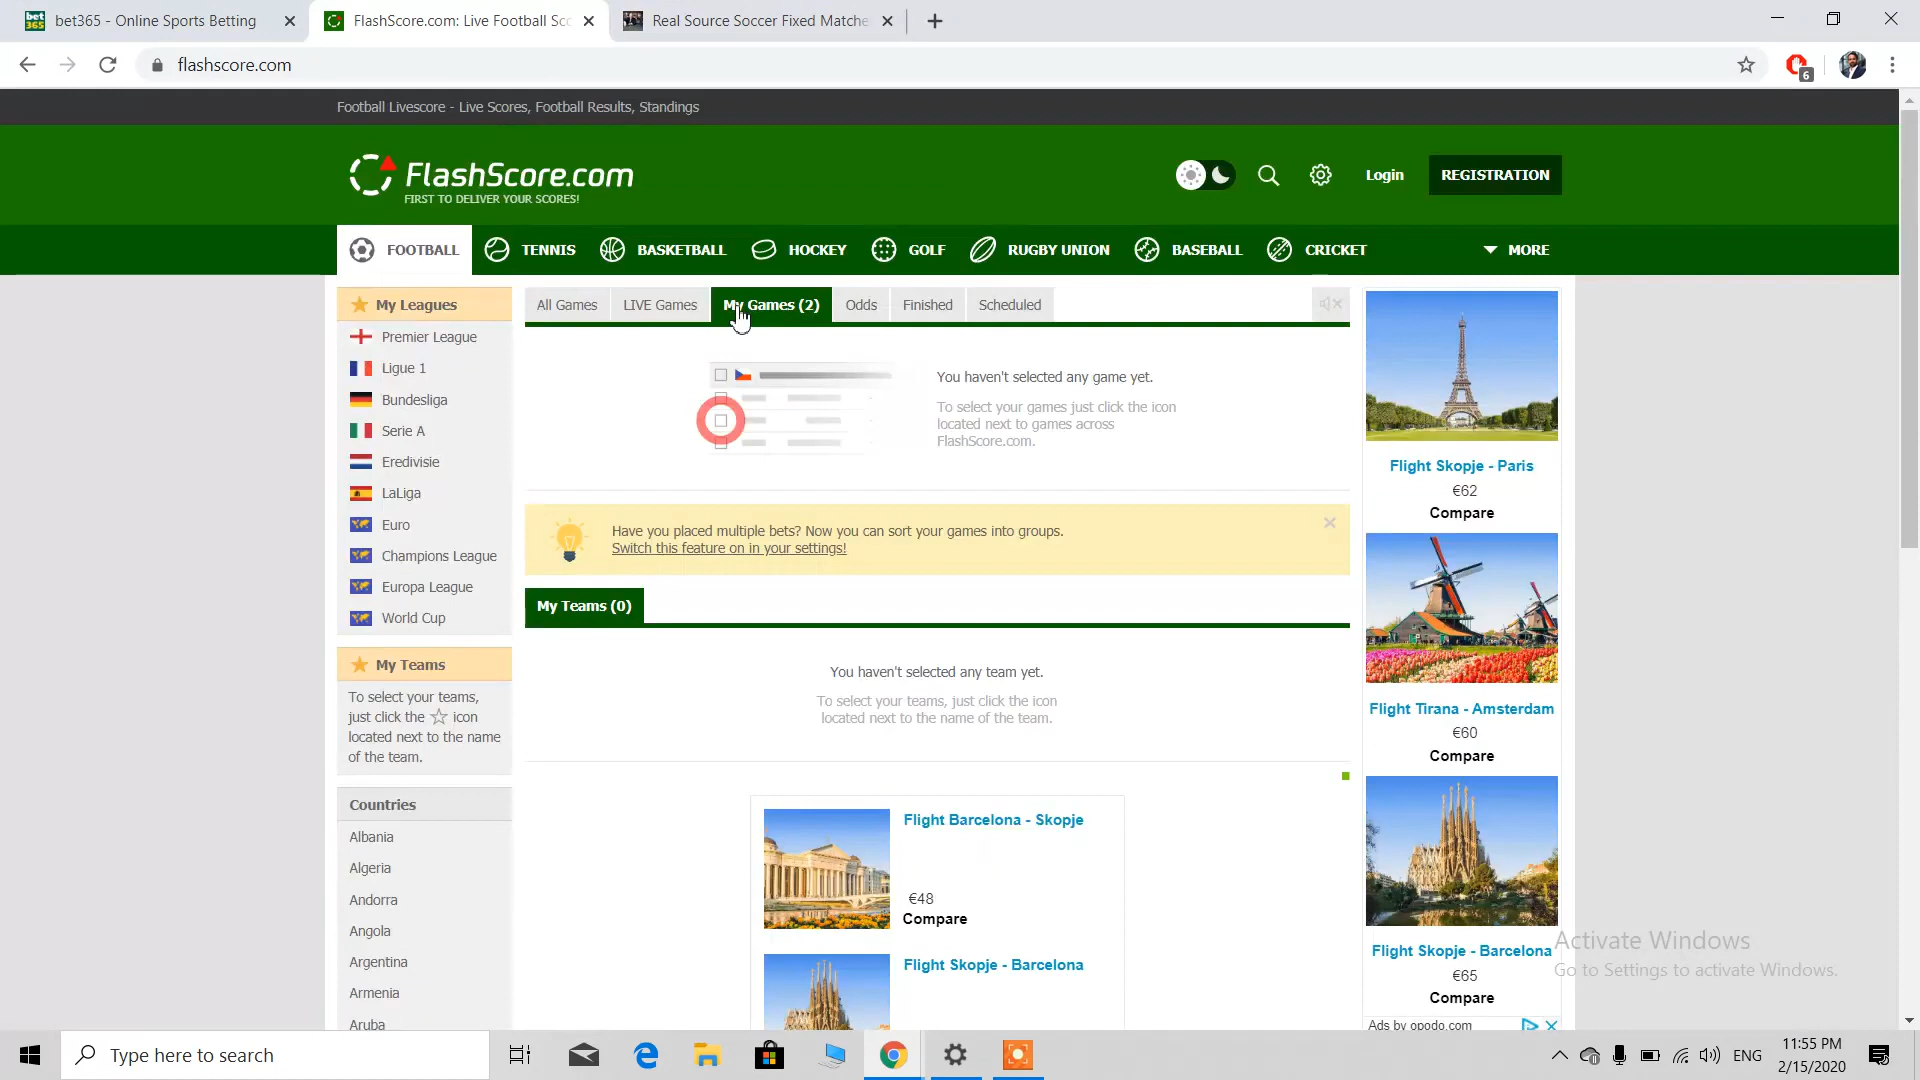 bet365 - Online Sports Betting
FlashScore.com: Live Football Sco
Real Source Soccer Fixed Matche
flashscore.com
6
Football Livescore - Live Scores, Football Results, Standings
FlashScore.com
FIRST TO DELIVER YOUR SCORES!
Login
REGISTRATION
FOOTBALL
TENNIS
BASKETBALL
HOCKEY
GOLF
RUGBY UNION
BASEBALL
CRICKET
MORE
My Leagues
Premier League
Ligue 1
Bundesliga
Serie A
Eredivisie
LaLiga
Euro
Champions League
Europa League
World Cup
My Teams
To select your teams,
just click the icon
located next to the name
of the team.
Countries
Albania
Algeria
Andorra
Angola
Argentina
Armenia
Aruba
All Games
LIVE Games
My Games (2)
Odds
Finished
Scheduled
You haven't selected any game yet.
To select your games just click the icon
located next to games across
FlashScore.com.
Have you placed multiple bets? Now you can sort your games into groups.
Switch this feature on in your settings!
My Teams (0)
You haven't selected any team yet.
To select your teams, just click the icon
located next to the name of the team.
Flight Barcelona - Skopje
€48
Compare
Flight Skopje - Barcelona
Flight Skopje - Paris
€62
Compare
Flight Tirana - Amsterdam
€60
Compare
Flight Skopje - Barcelona
€65
Compare
Ads by opodo.com
Activate Windows
Go to Settings to activate Windows.
Type here to search
ENG
11:55 PM
2/15/2020